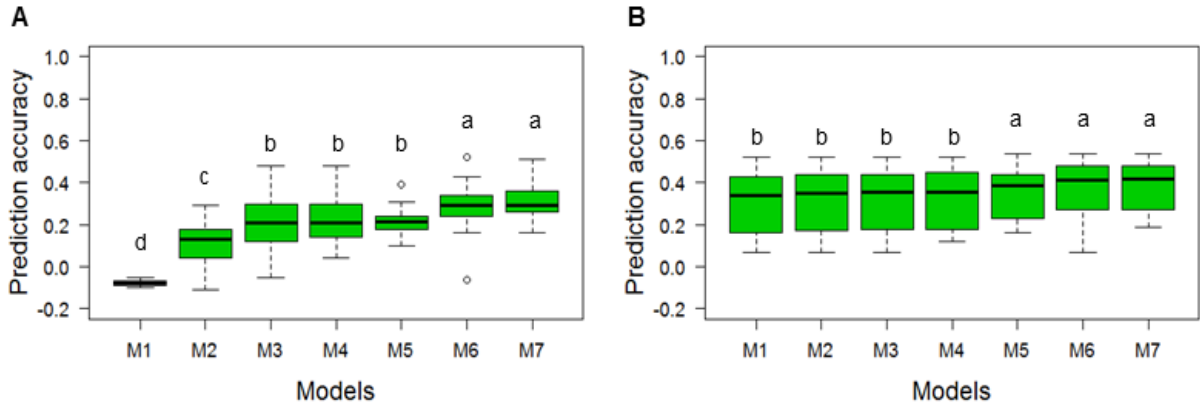 A
Prediction accuracy
1.0
0.8
0.6
0.4
0.2
0.0
-0.2
d c b b b a a
M1 M2 M3 M4 M5 M6 M7
Models
B
Prediction accuracy
1.0
0.8
0.6
0.4
0.2
0.0
-0.2
b b b b a a a
M1 M2 M3 M4 M5 M6 M7
Models